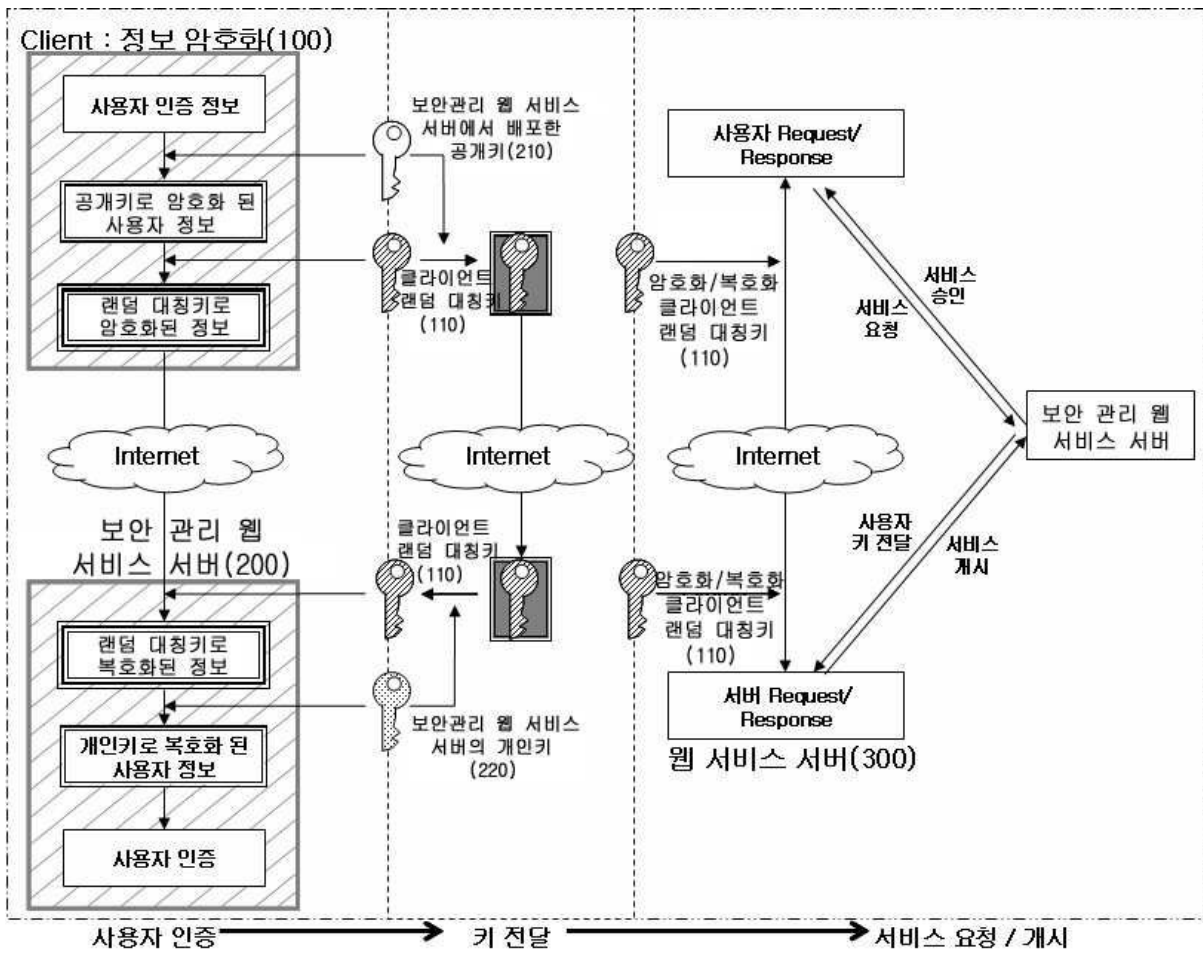 Client : 정보 암호화(100)
사용자 인증 정보
공개키로 암호화 된
사용자 정보
랜덤 대칭키로
암호화된 정보
Internet
보안 관리 웹
서비스 서버(200)
랜덤 대칭키로
복호화된 정보
개인키로 복호화 된
사용자 정보
사용자 인증
보안관리 웹 서비스
서버에서 배포한
공개키(210)
클라이언트
랜덤 대칭키
(110)
Internet
클라이언트
랜덤 대칭키
(110)
보안관리 웹 서비스
서버의 개인키
(220)
사용자 Request/
Response
암호화/복호화
클라이언트
랜덤 대칭키
(110)
Internet
암호화/복호화
클라이언트
랜덤 대칭키
(110)
서버 Request/
Response
웹 서비스 서버(300)
서비스
승인
서비스
요청
보안 관리 웹
서비스 서버
사용자
키 전달
서비스
개시
사용자 인증
키 전달
서비스 요청 / 개시